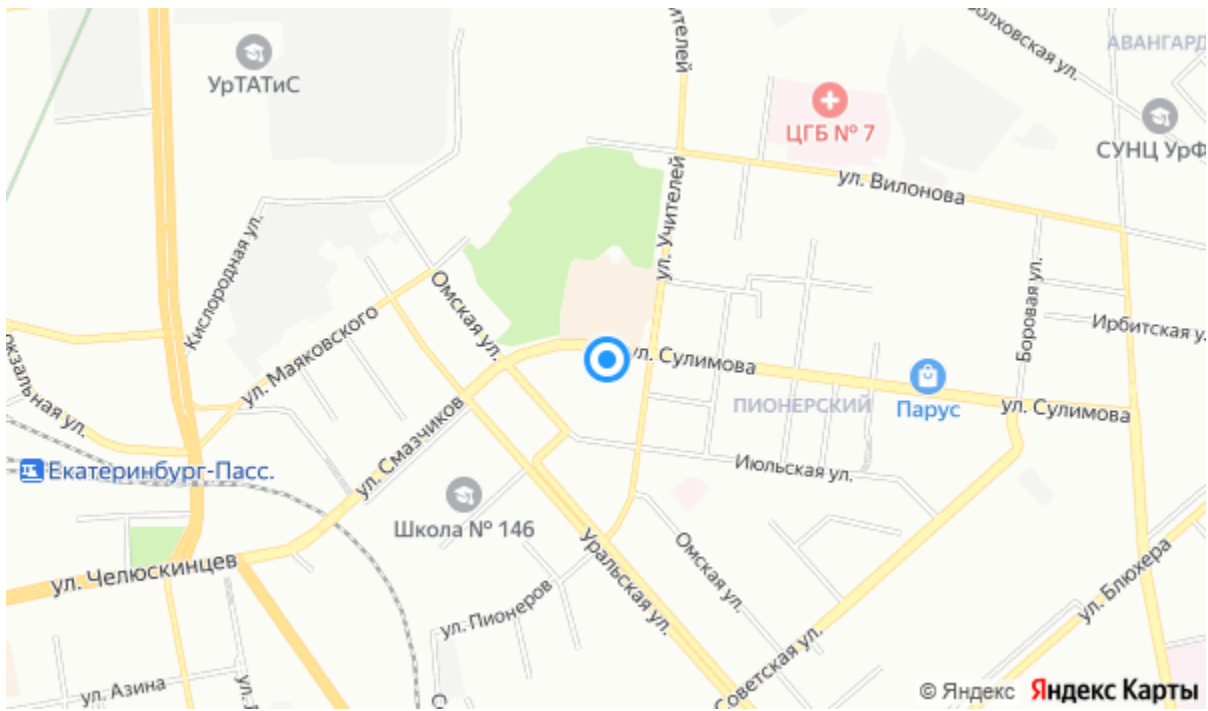 ителей
олховская ул.
АВАНГАРД
УрТАТиС
ЦГБ № 7
СУНЦ УрФ
ул. Вилонова
Кислородная ул.
ул. Учителей
Омская ул.
Боровая ул.
Ирбитская у
ул. Маяковского
окзальная ул.
ул. Сулимова
ПИОНЕРСКИЙ
Парус
ул. Сулимова
ул. Смазчиков
Екатеринбург-Пасс.
Июльская ул.
Школа № 146
ул. Челюскинцев
Уральская ул.
Омская ул.
ул. Блюхера
ул. Пионеров
Советская ул.
ул. Азина
ул.
© Яндекс Яндекс Карты